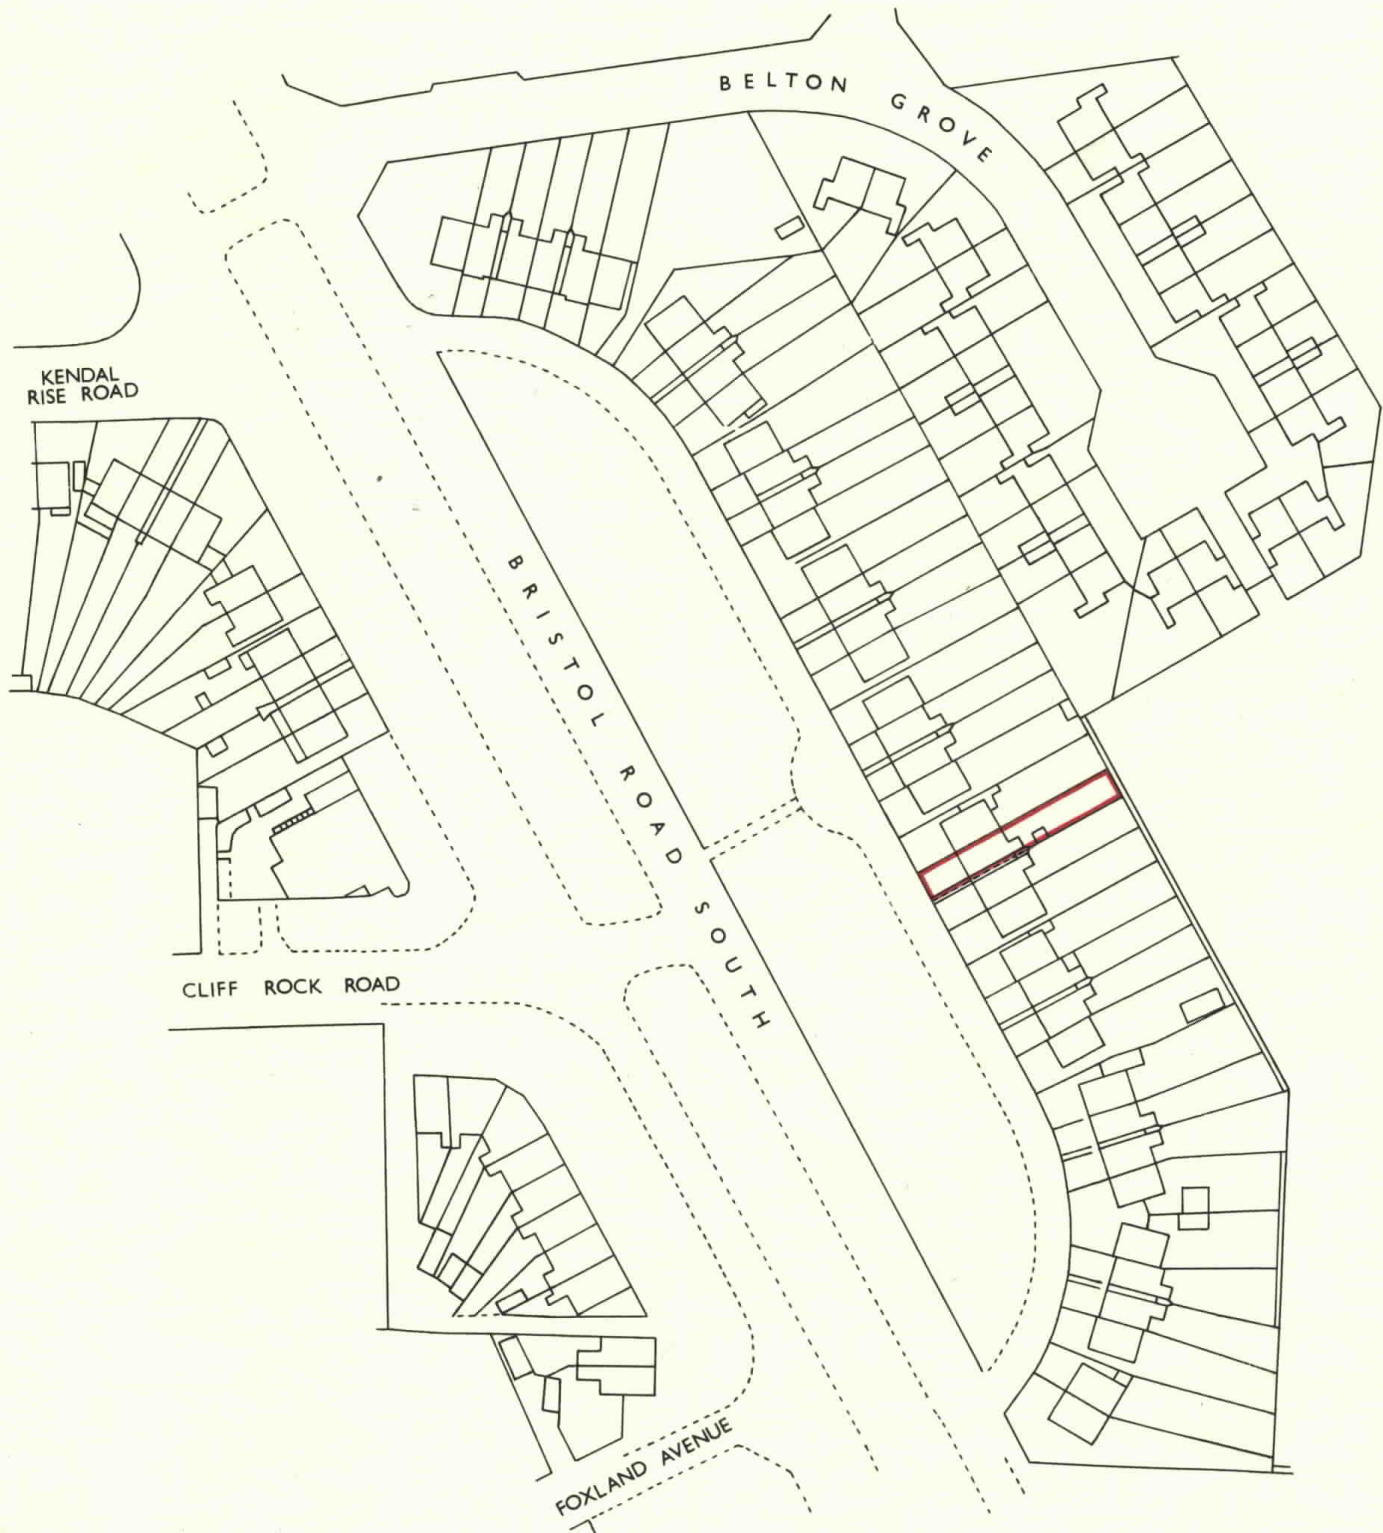 BELTON GROVE
KENDAL
RISE ROAD
BRISTOL ROAD SOUTH
CLIFF ROCK ROAD
FOXLAND AVENUE